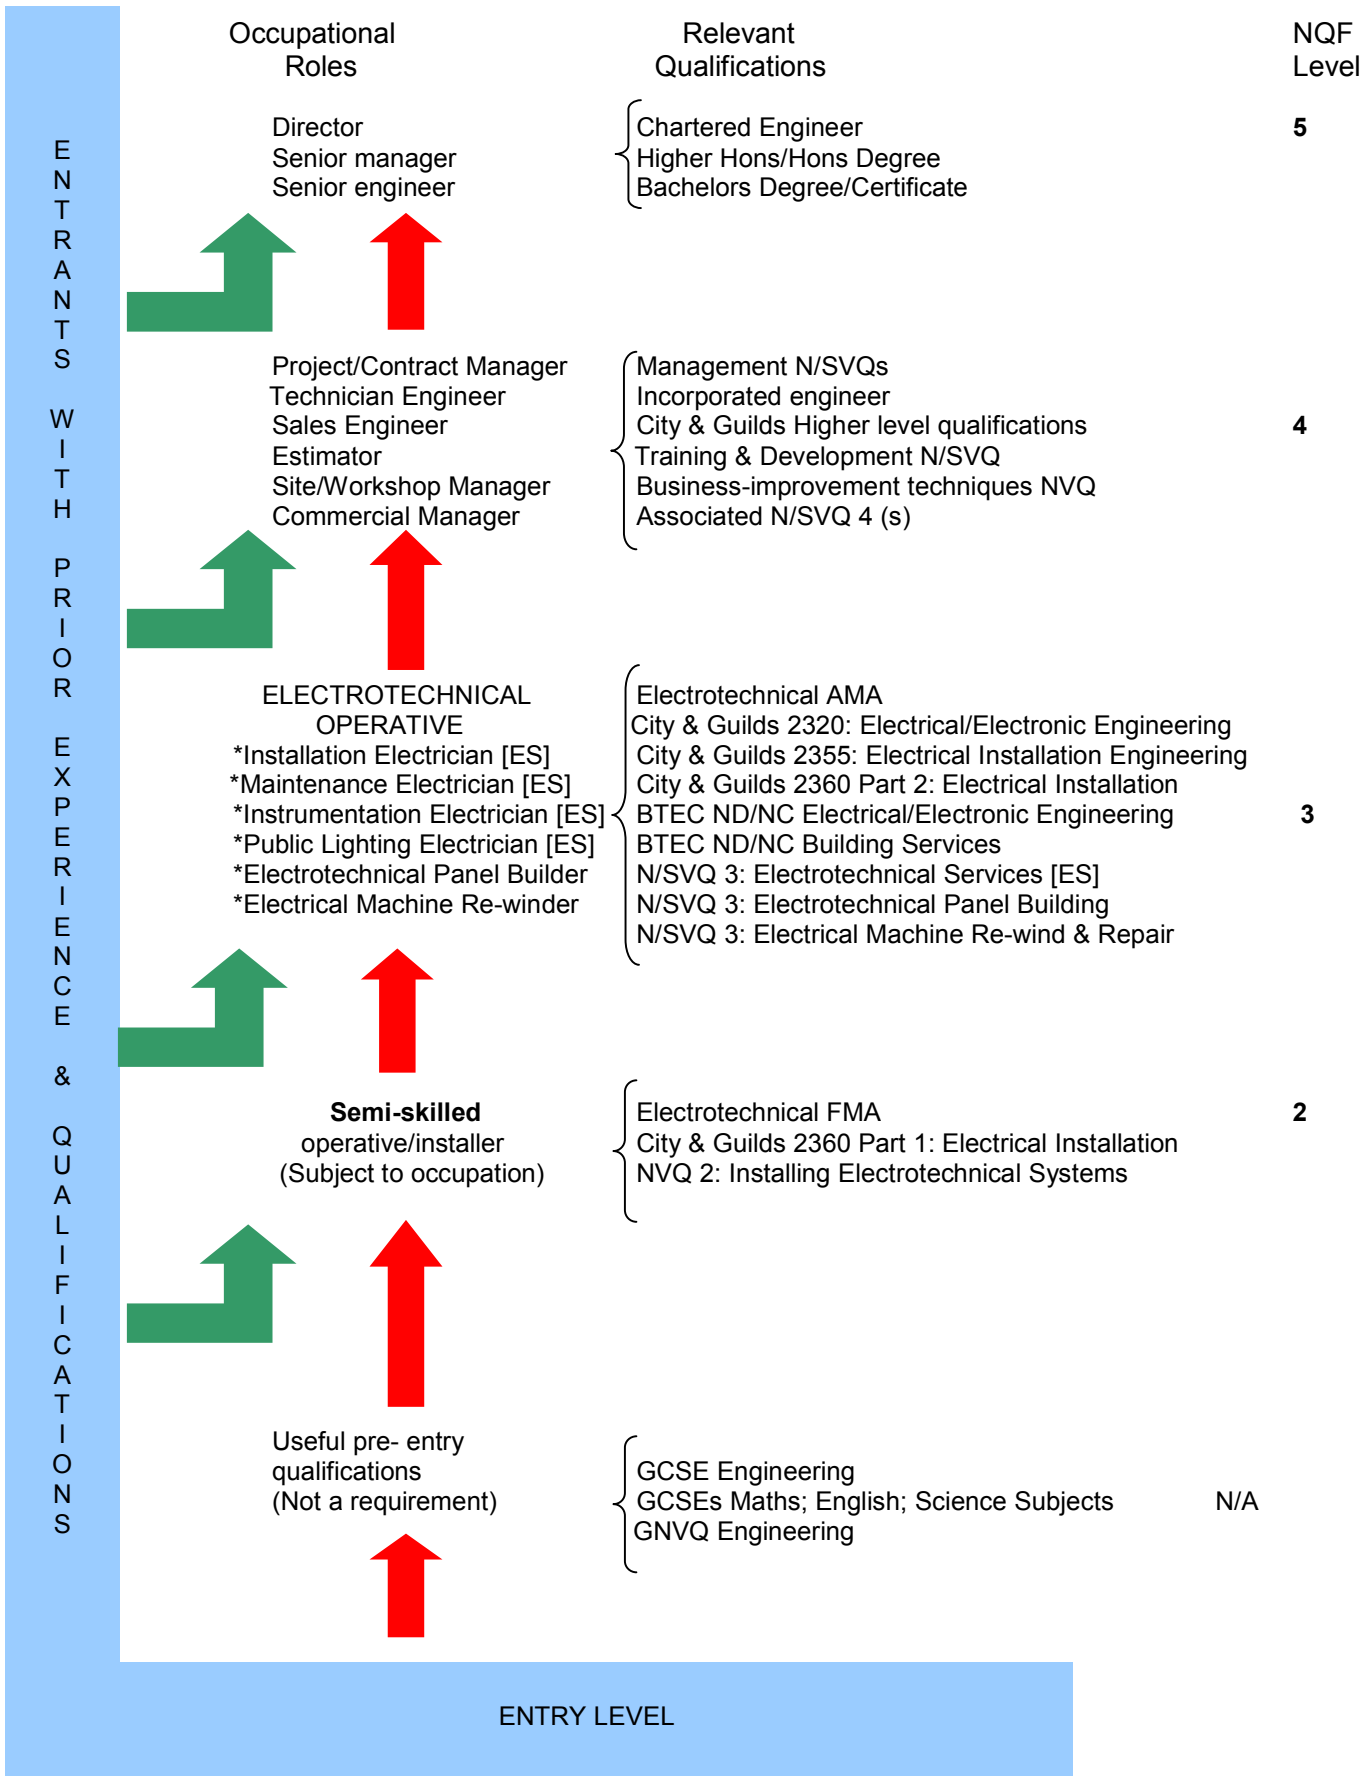 Occupational Roles
Relevant Qualifications
NQF Level
Director
Senior manager
Senior engineer
Chartered Engineer
Higher Hons/Hons Degree
Bachelors Degree/Certificate
5
Project/Contract Manager
Technician Engineer
Sales Engineer
Estimator
Site/Workshop Manager
Commercial Manager
Management N/SVQs
Incorporated engineer
City & Guilds Higher level qualifications
Training & Development N/SVQ
Business-improvement techniques NVQ
Associated N/SVQ 4 (s)
4
ELECTROTECHNICAL
OPERATIVE
*Installation Electrician [ES]
*Maintenance Electrician [ES]
*Instrumentation Electrician [ES]
*Public Lighting Electrician [ES]
*Electrotechnical Panel Builder
*Electrical Machine Re-winder
Electrotechnical AMA
City & Guilds 2320: Electrical/Electronic Engineering
City & Guilds 2355: Electrical Installation Engineering
City & Guilds 2360 Part 2: Electrical Installation
BTEC ND/NC Electrical/Electronic Engineering
BTEC ND/NC Building Services
N/SVQ 3: Electrotechnical Services [ES]
N/SVQ 3: Electrotechnical Panel Building
N/SVQ 3: Electrical Machine Re-wind & Repair
3
Semi-skilled
operative/installer
(Subject to occupation)
Electrotechnical FMA
City & Guilds 2360 Part 1: Electrical Installation
NVQ 2: Installing Electrotechnical Systems
2
Useful pre- entry
qualifications
(Not a requirement)
GCSE Engineering
GCSEs Maths; English; Science Subjects
GNVQ Engineering
N/A
ENTRANTS WITH PRIOR EXPERIENCE & QUALIFICATIONS
ENTRY LEVEL